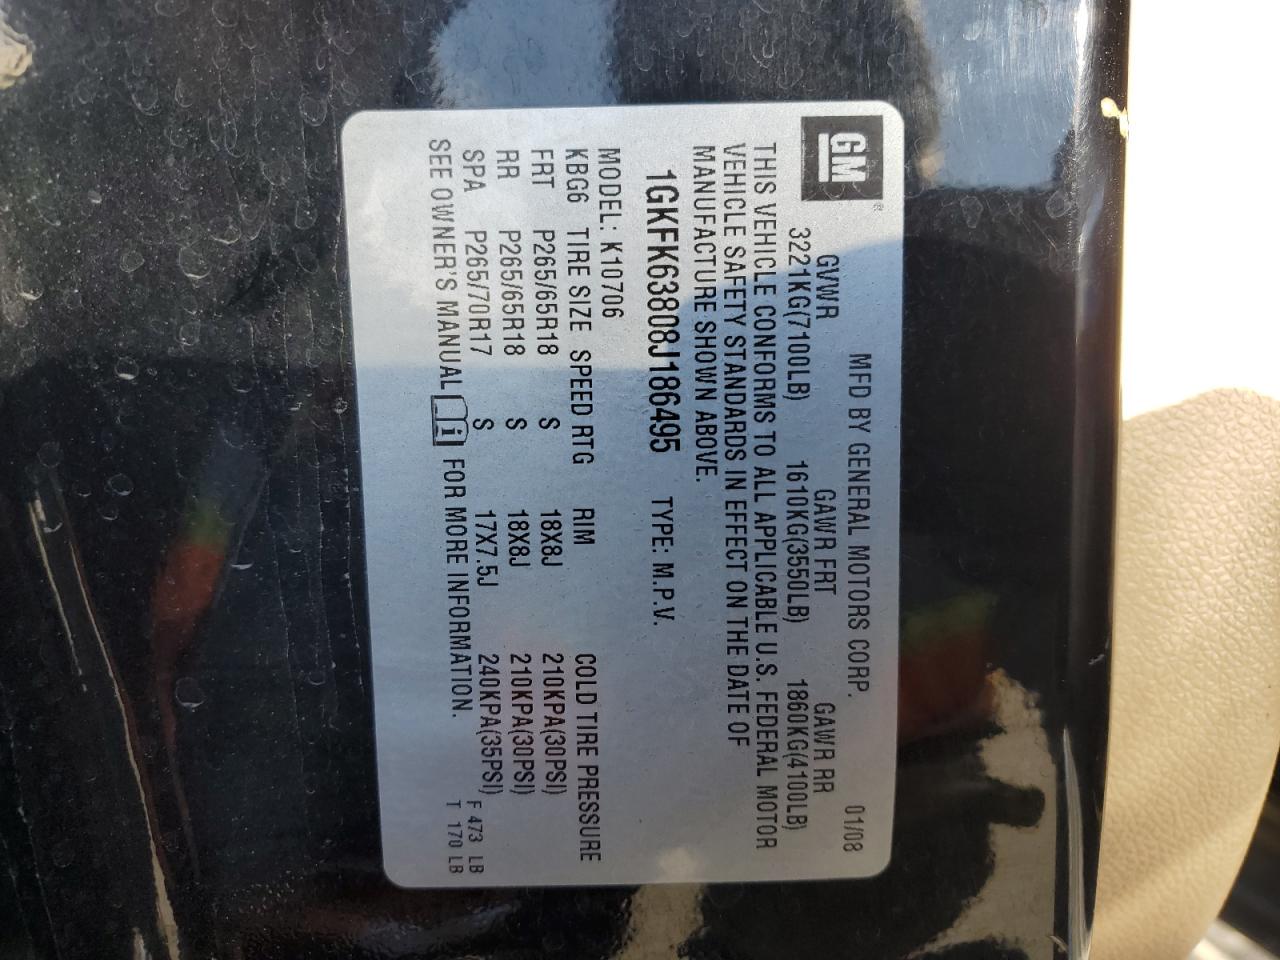 GM®
MFD BY GENERAL MOTORS CORP. 01/08
GVWR GAWR FRT GAWR RR
3221KG(7100LB) 1610KG(3550LB) 1860KG(4100LB)
THIS VEHICLE CONFORMS TO ALL APPLICABLE U.S. FEDERAL MOTOR
VEHICLE SAFETY STANDARDS IN EFFECT ON THE DATE OF
MANUFACTURE SHOWN ABOVE.
1GKFK63808J186495 TYPE: M.P.V.
MODEL: K10706
KBG6 TIRE SIZE SPEED RTG RIM COLD TIRE PRESSURE
FRT P265/65R18 S 18X8J 210KPA(30PSI)
RR P265/65R18 S 18X8J 210KPA(30PSI)
SPA P265/70R17 S 17X7.5J 240KPA(35PSI)
SEE OWNER'S MANUAL i FOR MORE INFORMATION.
F 473 LB
T 170 LB